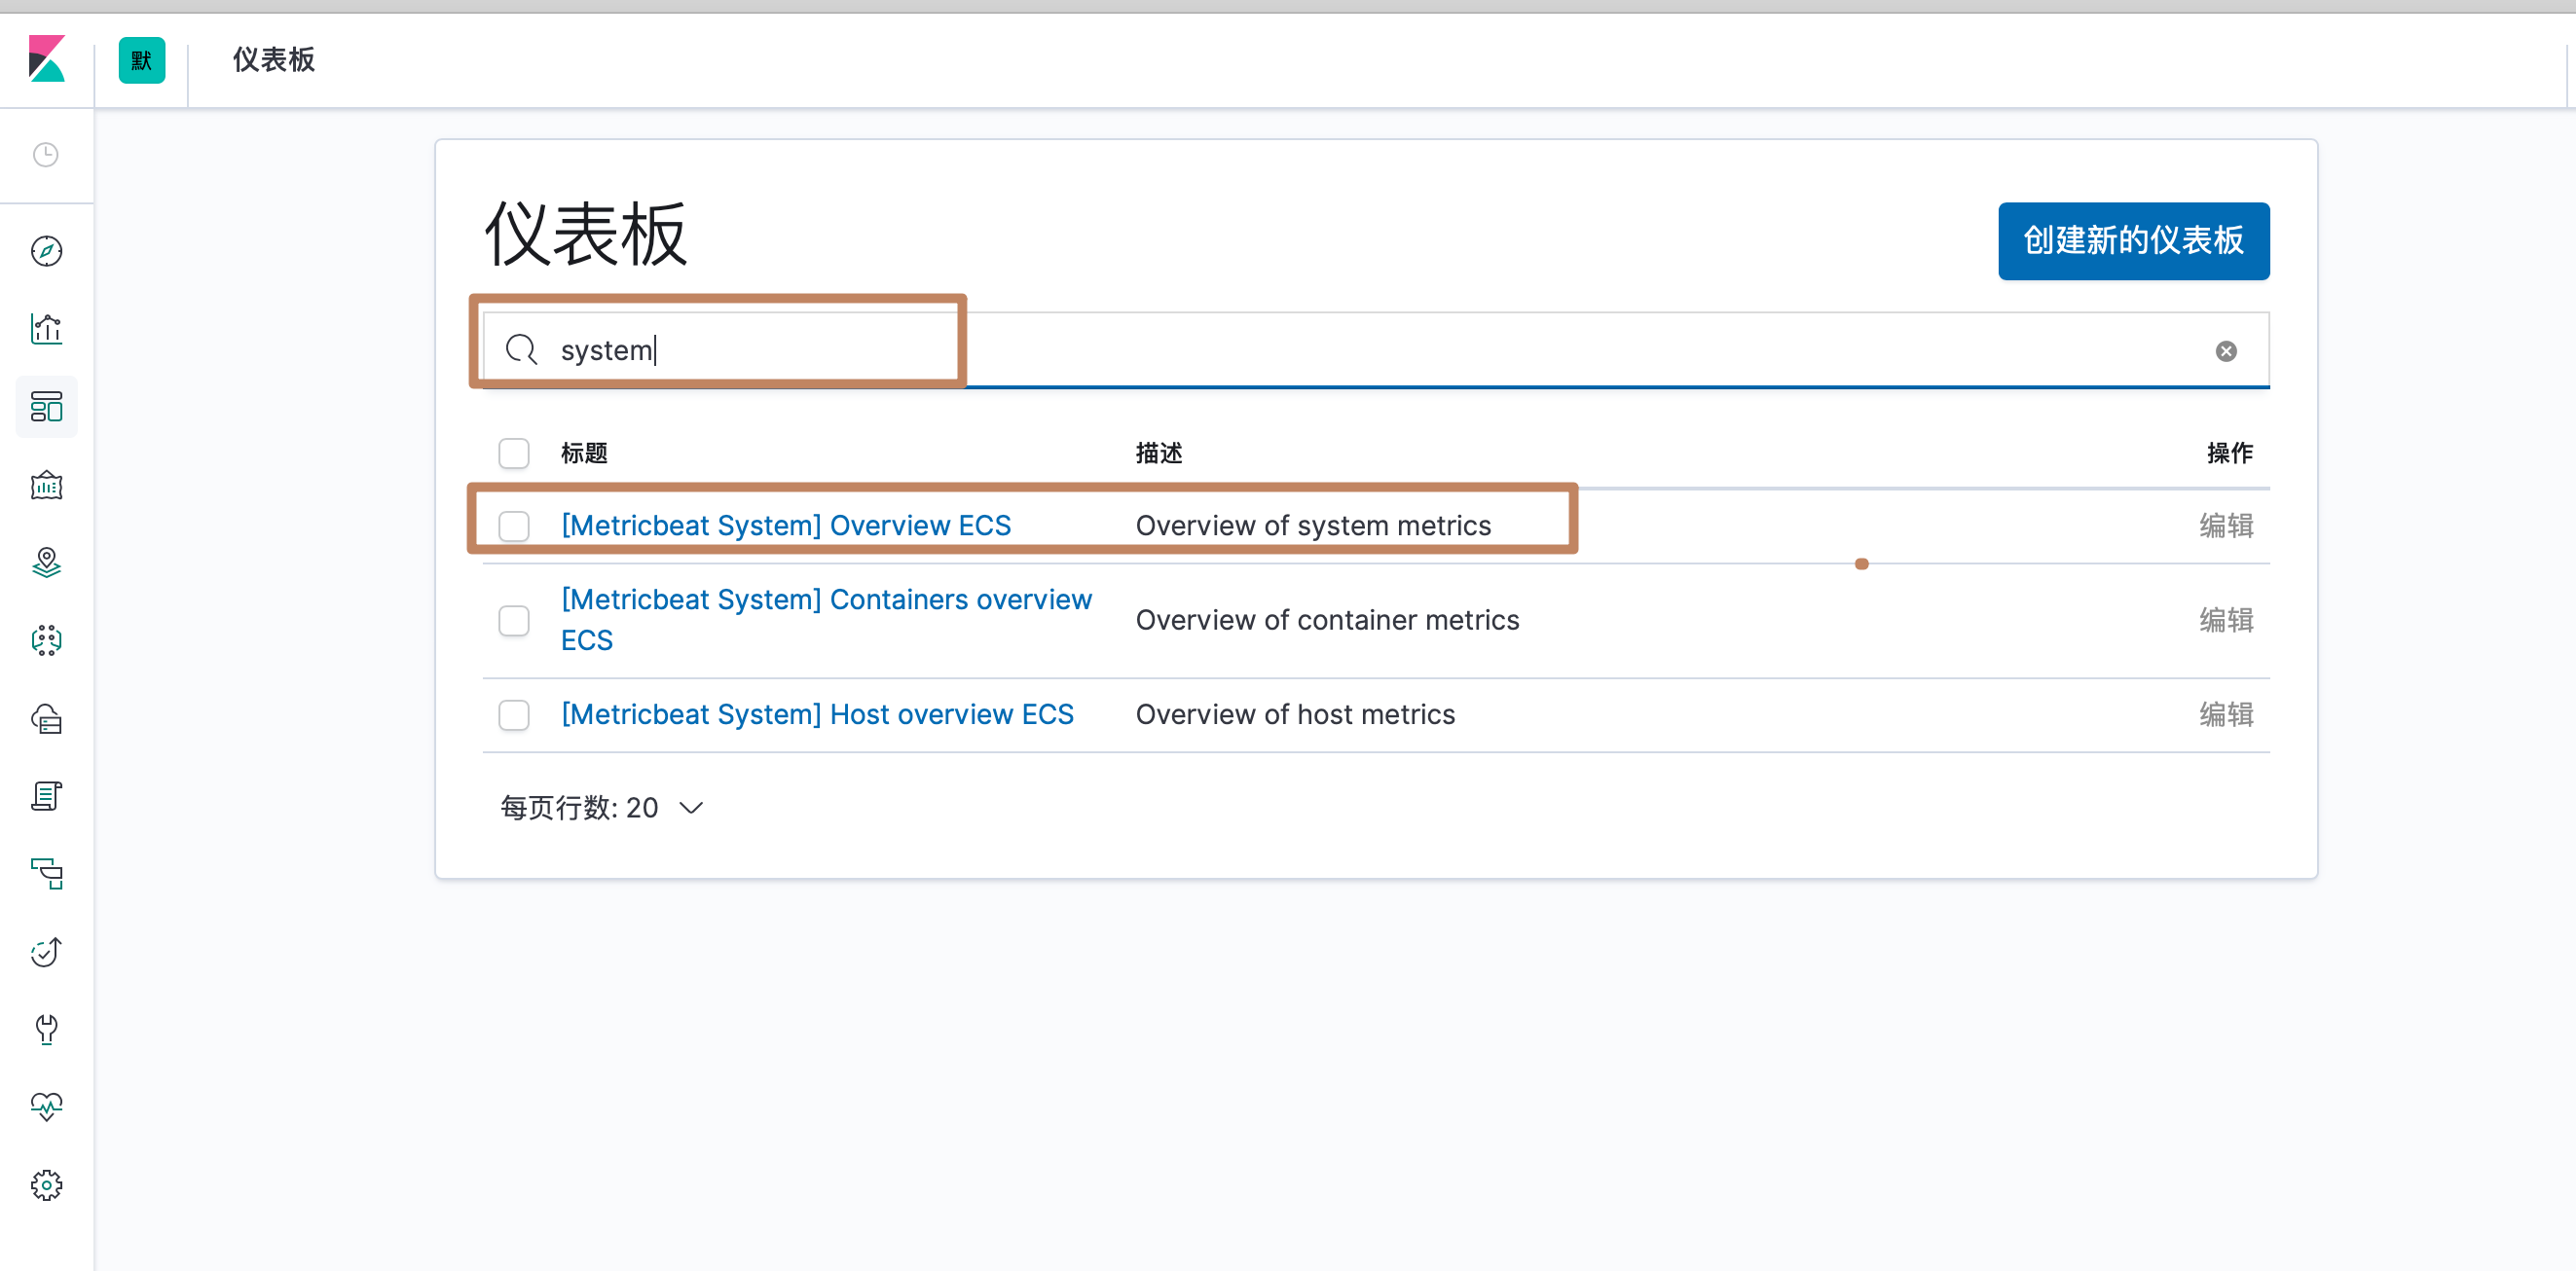 默 仪表板
仪表板
创建新的仪表板
system
标题 描述 操作
[Metricbeat System] Overview ECS Overview of system metrics 编辑
[Metricbeat System] Containers overview
ECS
Overview of container metrics 编辑
[Metricbeat System] Host overview ECS Overview of host metrics 编辑
每页行数: 20